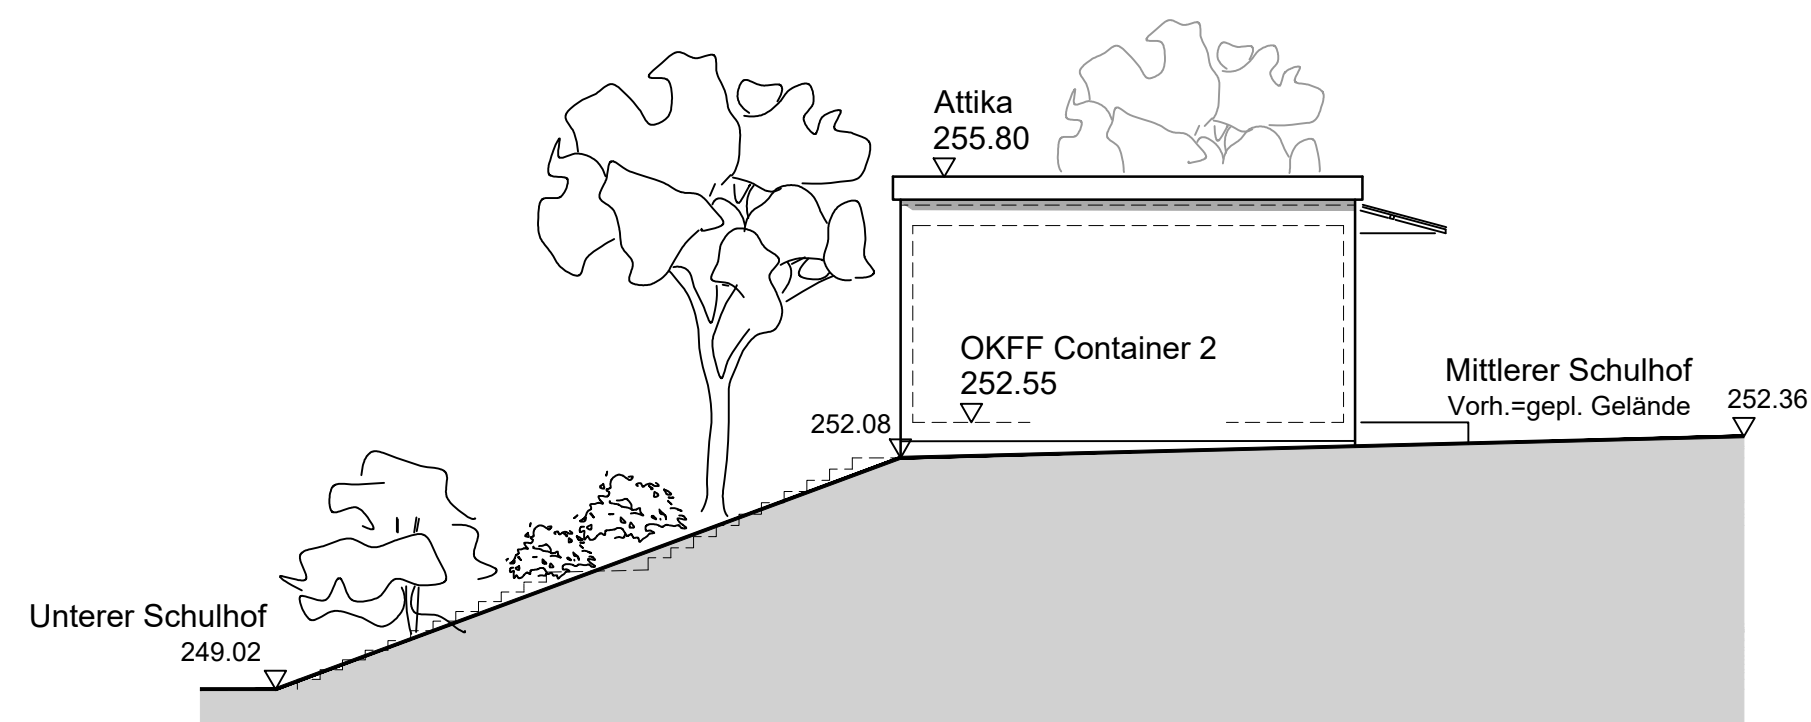 Attika
255.80
OKFF Container 2
252.55
Mittlerer Schulhof
Vorh.=gepl. Gelände
252.36
252.08
Unterer Schulhof
249.02